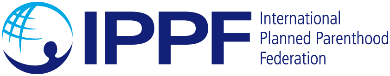 IPPF
International
Planned Parenthood
Federation